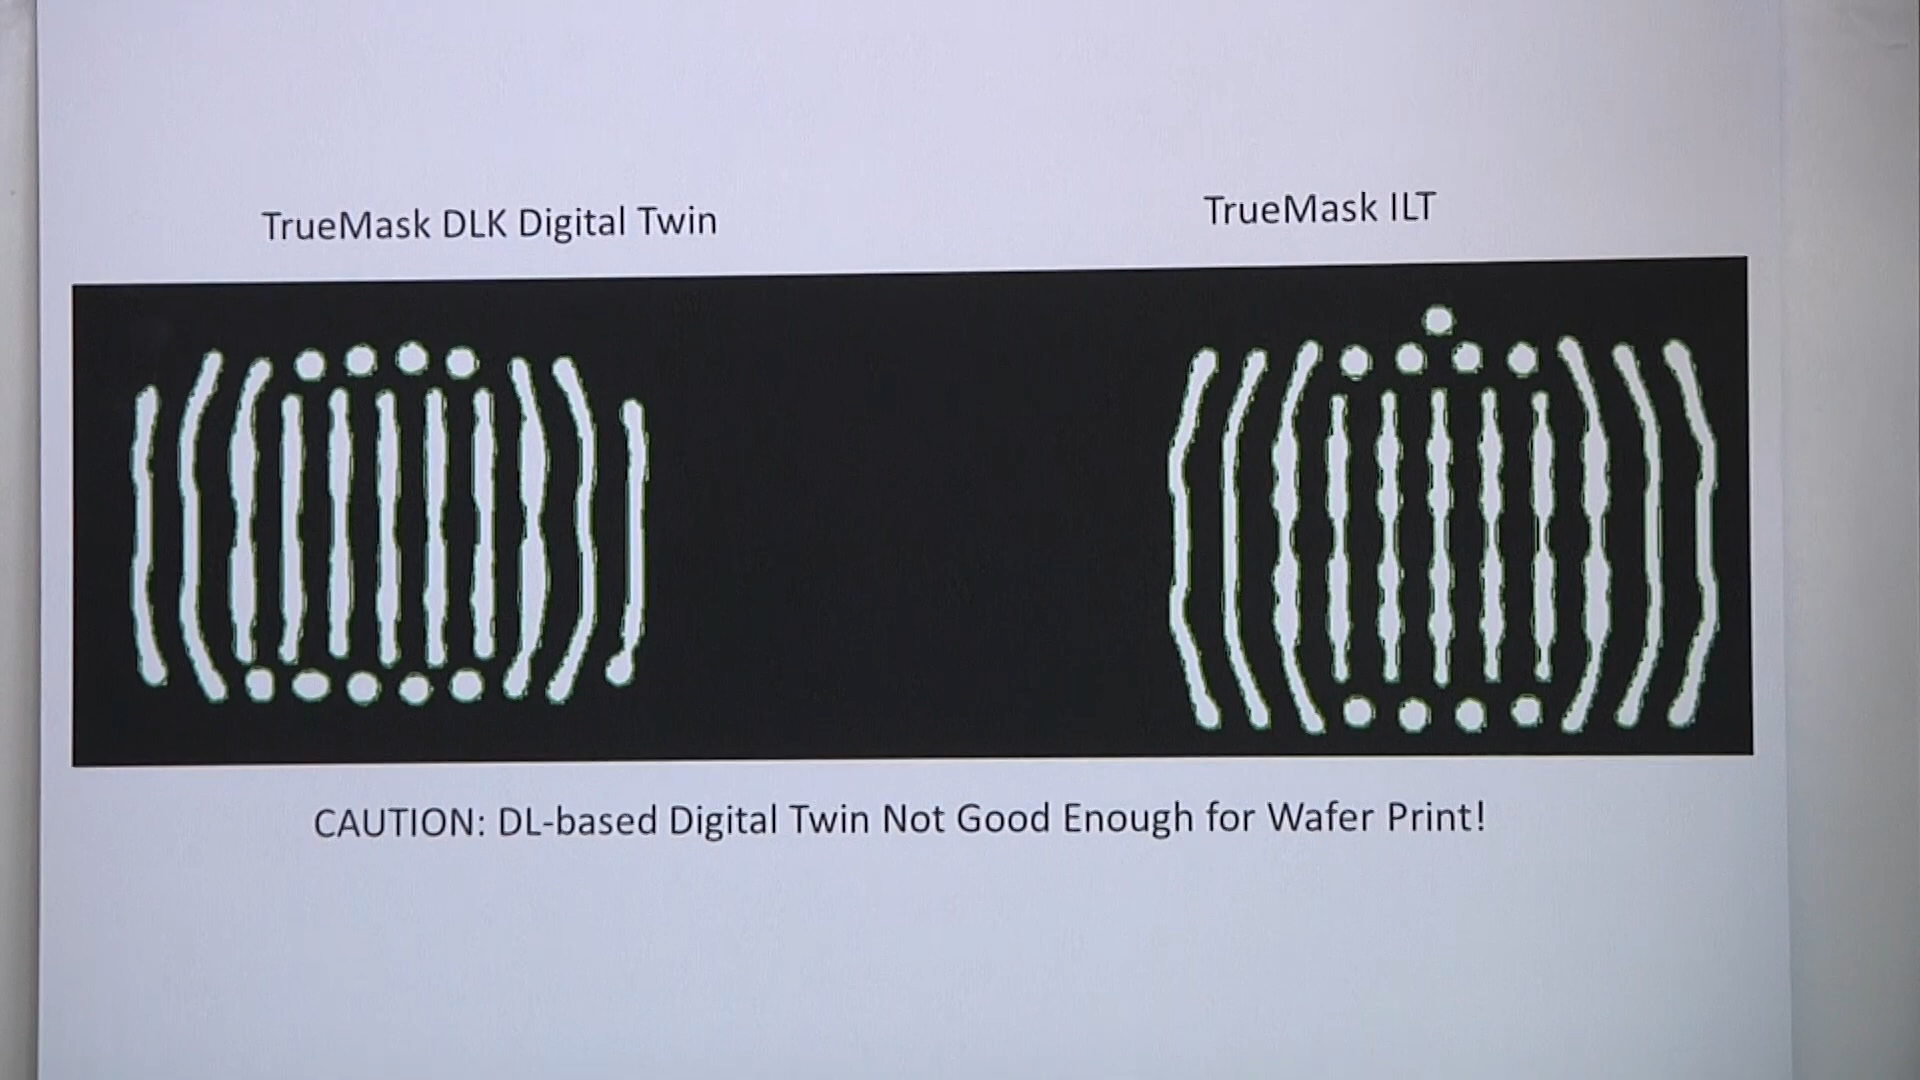 TrueMask DLK Digital Twin
TrueMask ILT
CAUTION: DL-based Digital Twin Not Good Enough for Wafer Print!